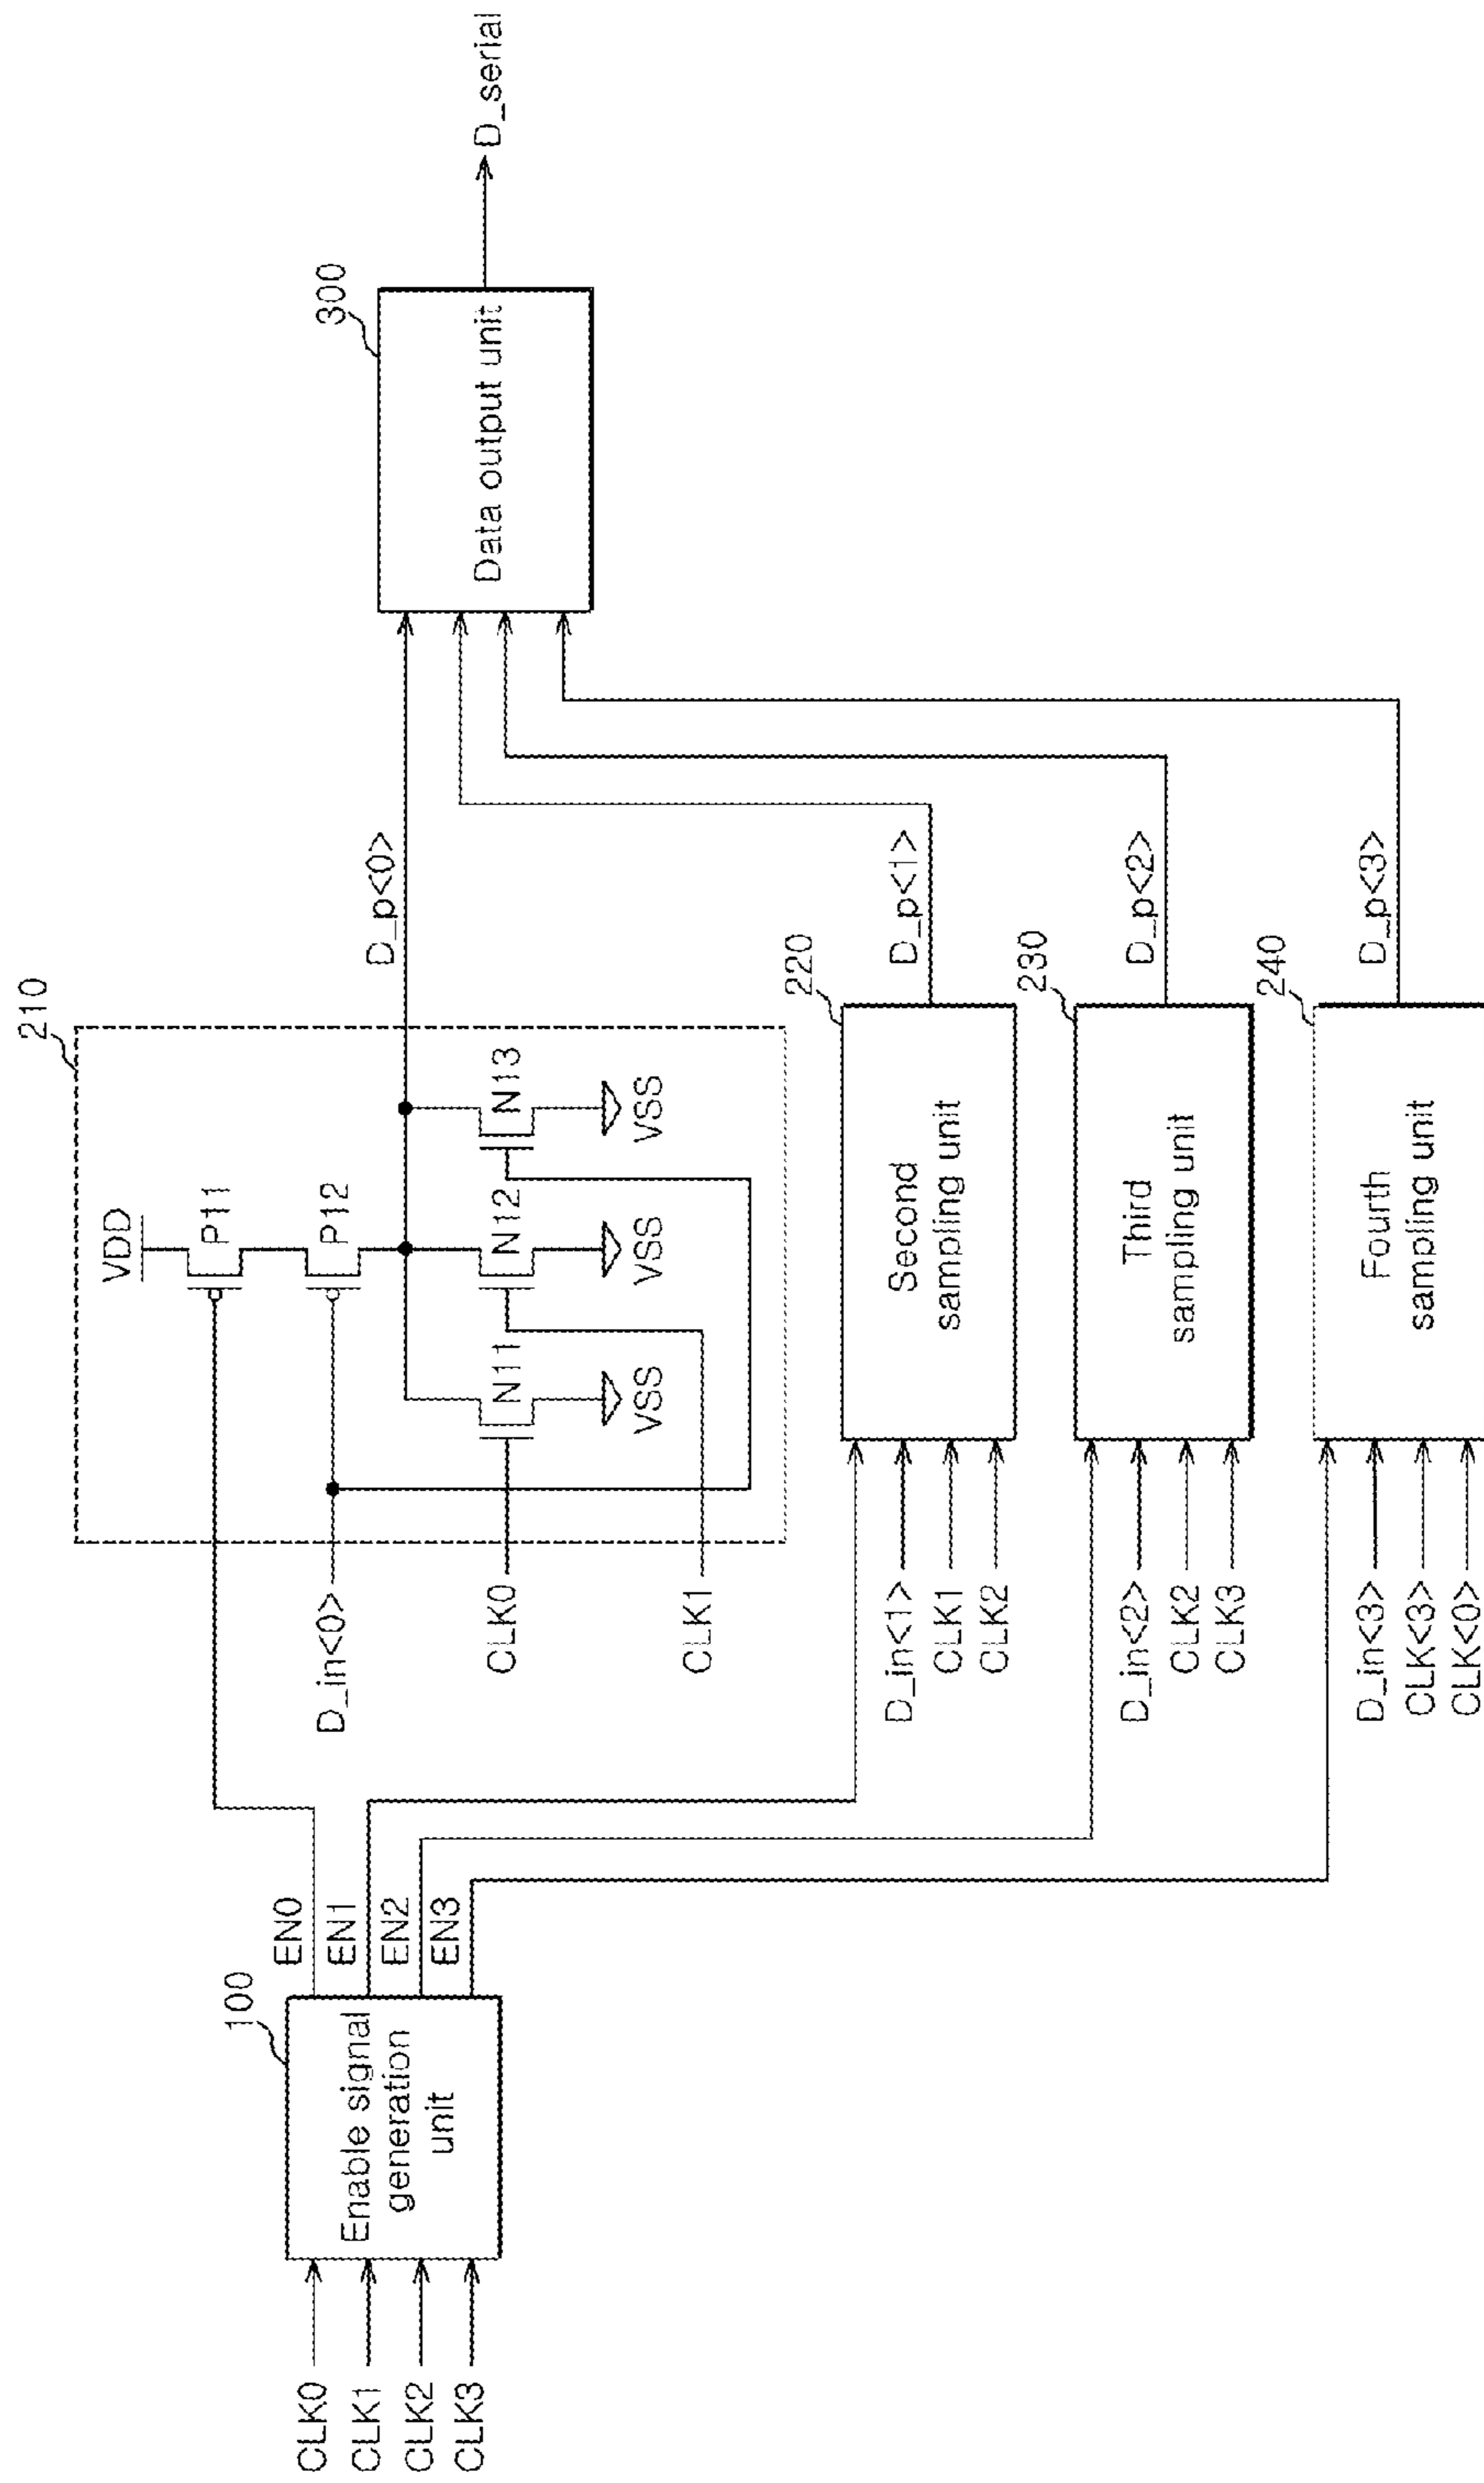 CLK0
CLK1
CLK2
CLK3
100
Enable signal
generation
unit
EN0
EN1
EN2
EN3
210
VDD
P11
P12
D_in<0>
CLK0
CLK1
N11
VSS
N12
VSS
N13
VSS
D_p<0>
220
Second
sampling unit
D_in<1>
CLK1
CLK2
D_p<1>
230
Third
sampling unit
D_in<2>
CLK2
CLK3
D_p<2>
240
Fourth
sampling unit
D_in<3>
CLK<3>
CLK<0>
D_p<3>
300
Data output unit
D_serial